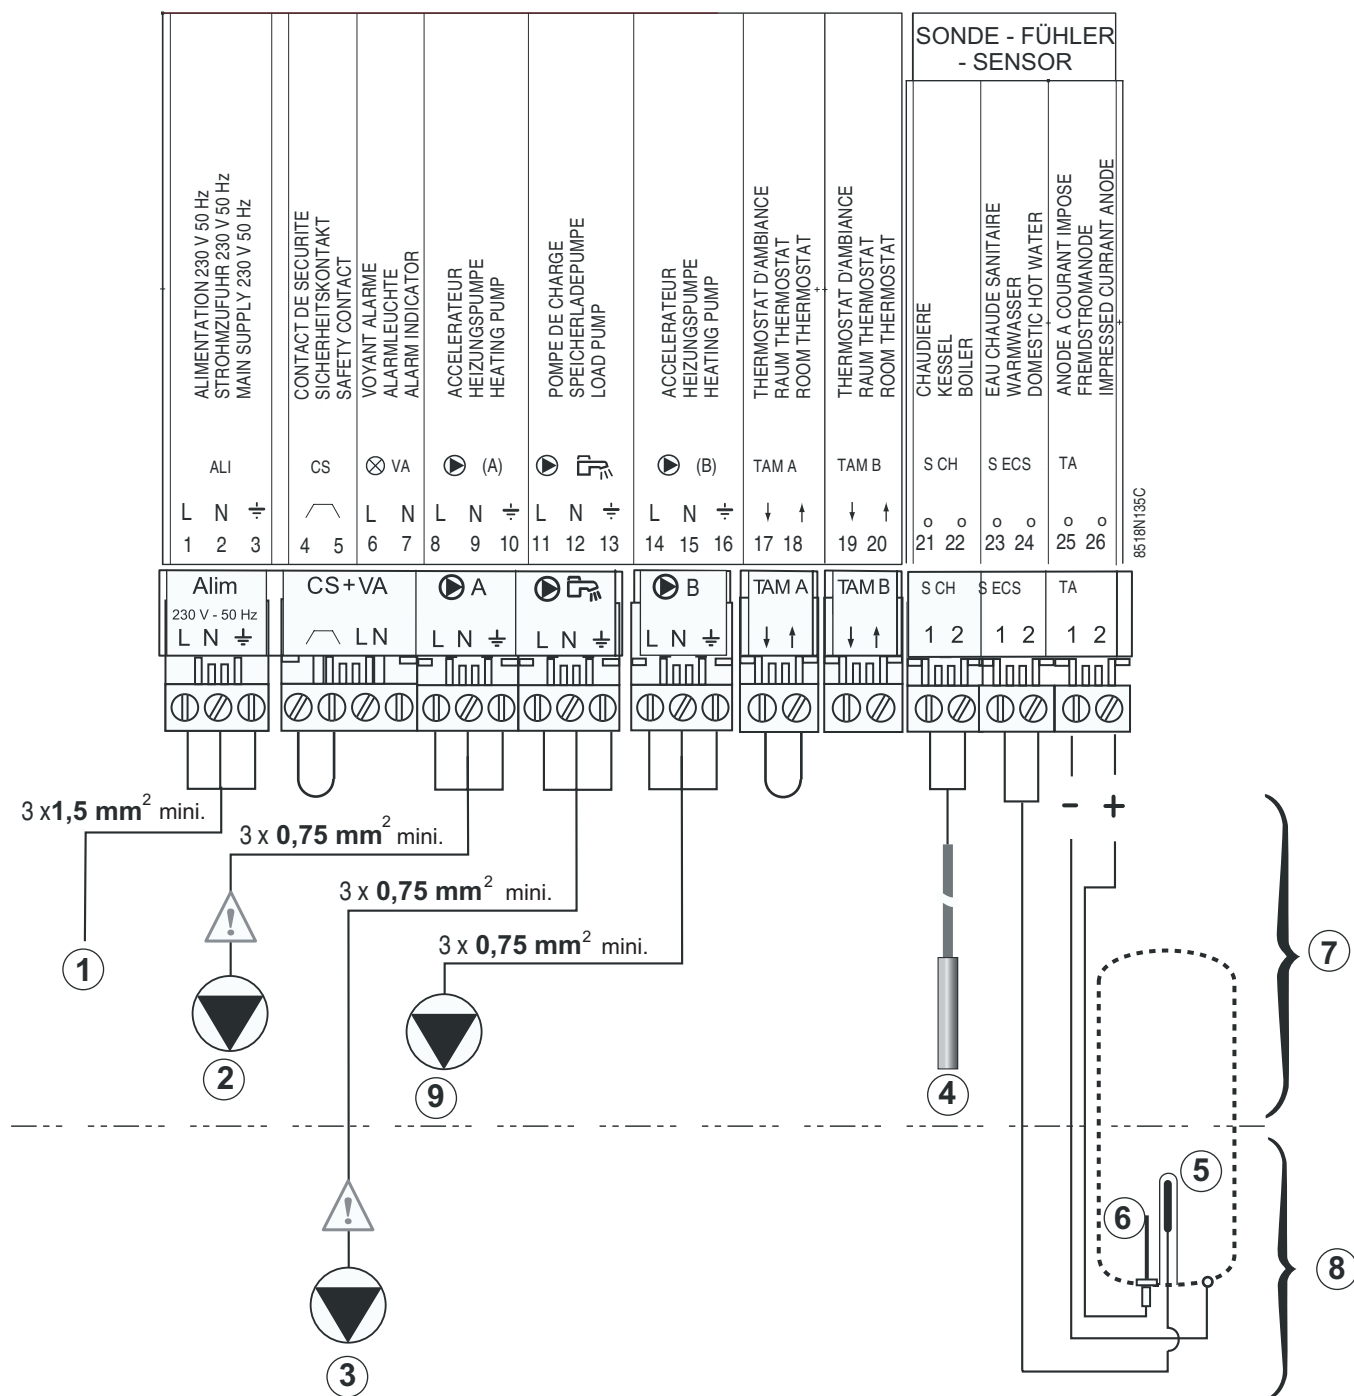 SONDE - FÜHLER
- SENSOR
ALIMENTATION 230 V 50 Hz
STROHMZUFUHR 230 V 50 Hz
MAIN SUPPLY 230 V 50 Hz
CONTACT DE SECURITE
SICHERHEITSKONTAKT
SAFETY CONTACT
VOYANT ALARME
ALARMLEUCHTE
ALARM INDICATOR
ACCELERATEUR
HEIZUNGSPUMPE
HEATING PUMP
POMPE DE CHARGE
SPEICHERLADEPUMPE
LOAD PUMP
ACCELERATEUR
HEIZUNGSPUMPE
HEATING PUMP
THERMOSTAT D'AMBIANCE
RAUM THERMOSTAT
ROOM THERMOSTAT
THERMOSTAT D'AMBIANCE
RAUM THERMOSTAT
ROOM THERMOSTAT
CHAUDIERE
KESSEL
BOILER
EAU CHAUDE SANITAIRE
WARMWASSER
DOMESTIC HOT WATER
ANODE A COURANT IMPOSE
FREMDSTROMANODE
IMPRESSED CURRANT ANODE
ALI CS VA (A) (B) TAM A TAM B S CH S ECS TA
L N L N L N L N L N
1 2 3 4 5 6 7 8 9 10 11 12 13 14 15 16 17 18 19 20 21 22 23 24 25 26
8518N135C
Alim CS+VA A B TAM A TAM B S CH S ECS TA
230 V - 50 Hz
L N L N L N L N L N 1 2 1 2 1 2
- +
3 x1,5 mm² mini.
3 x 0,75 mm² mini.
3 x 0,75 mm² mini.
3 x 0,75 mm² mini.
1
!
7
2
9
4
5
!
6
8
3